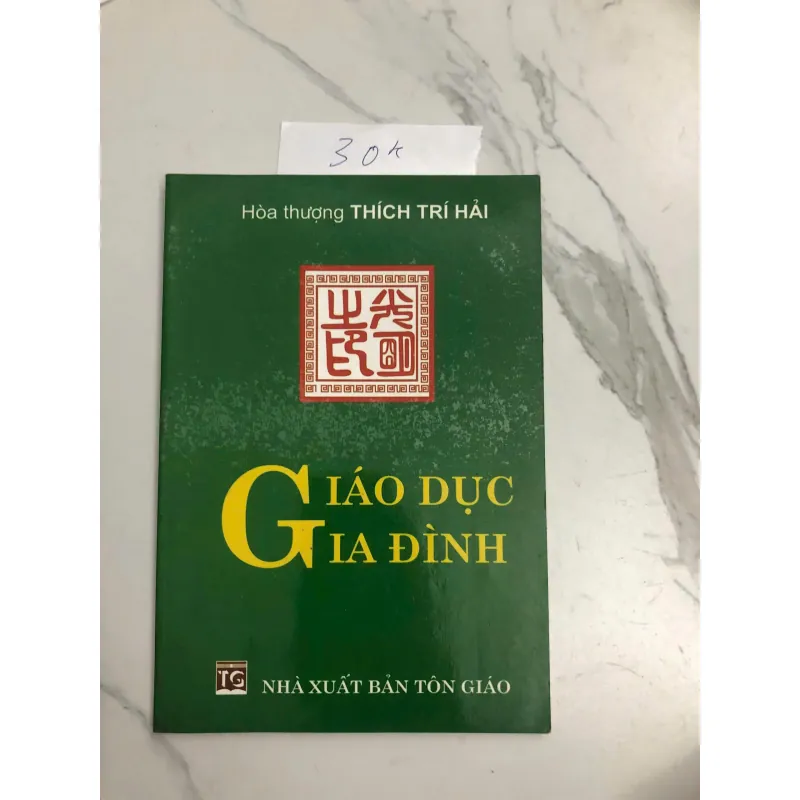 30k
Hòa thượng THÍCH TRÍ HẢI
GIÁO DỤC
GIA ĐÌNH
TG
NHÀ XUẤT BẢN TÔN GIÁO